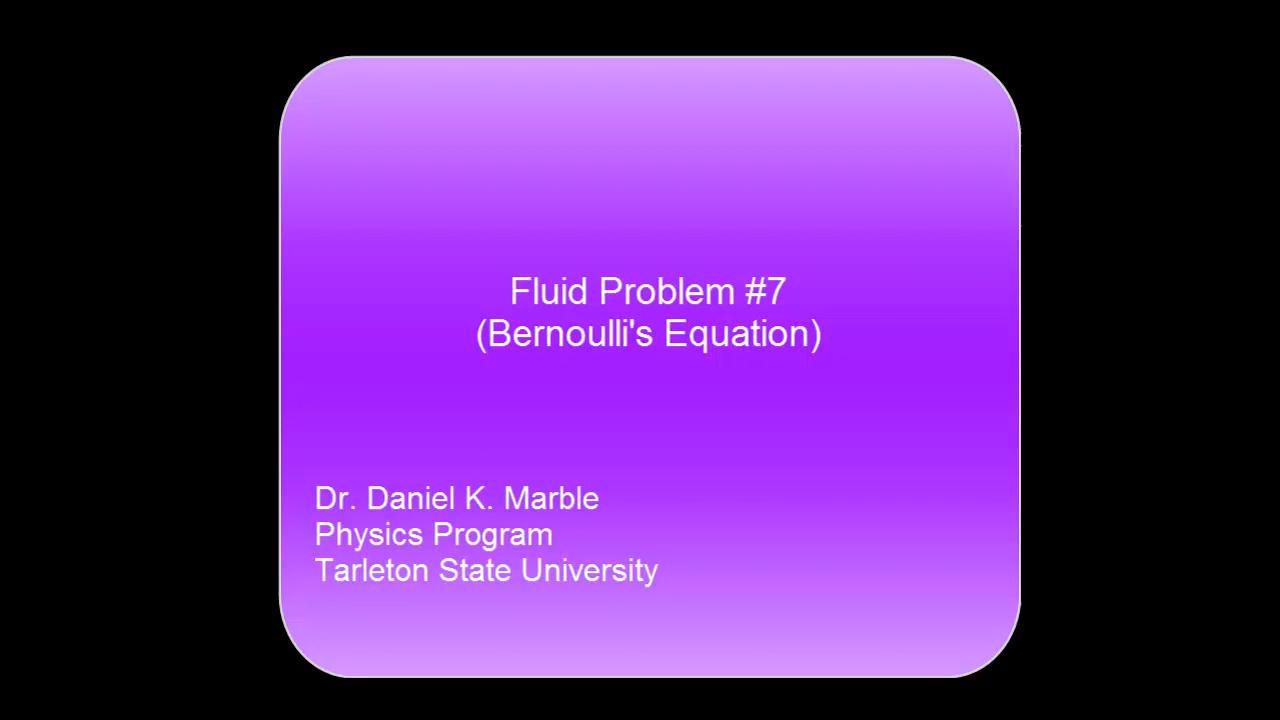 Fluid Problem #7
(Bernoulli's Equation)
Dr. Daniel K. Marble
Physics Program
Tarleton State University